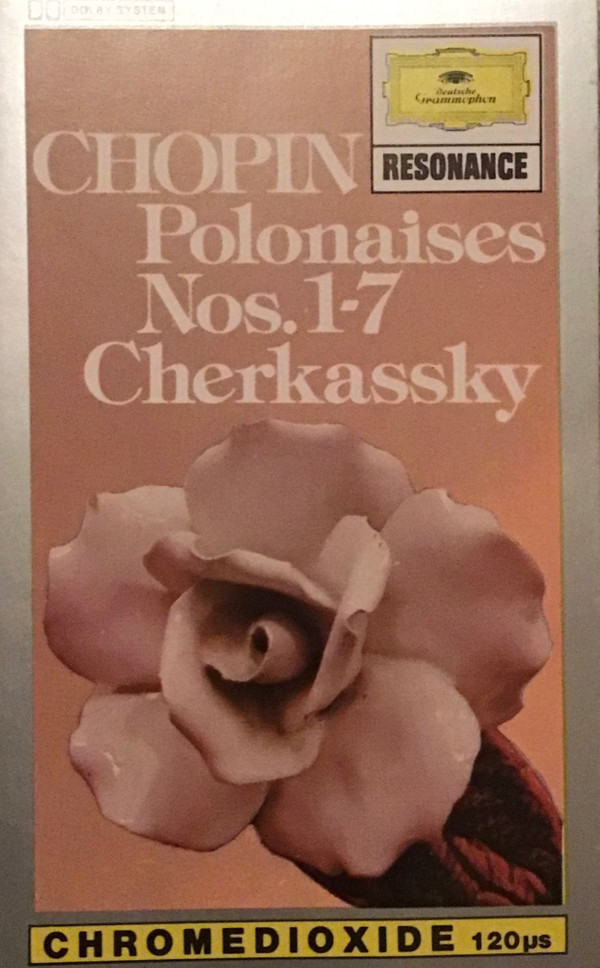 DOLBY SYSTEM
Deutsche
Grammophon
RESONANCE
CHOPIN
Polonaises
Nos. 1-7
Cherkassky
CHROMEDIOXIDE 120µs